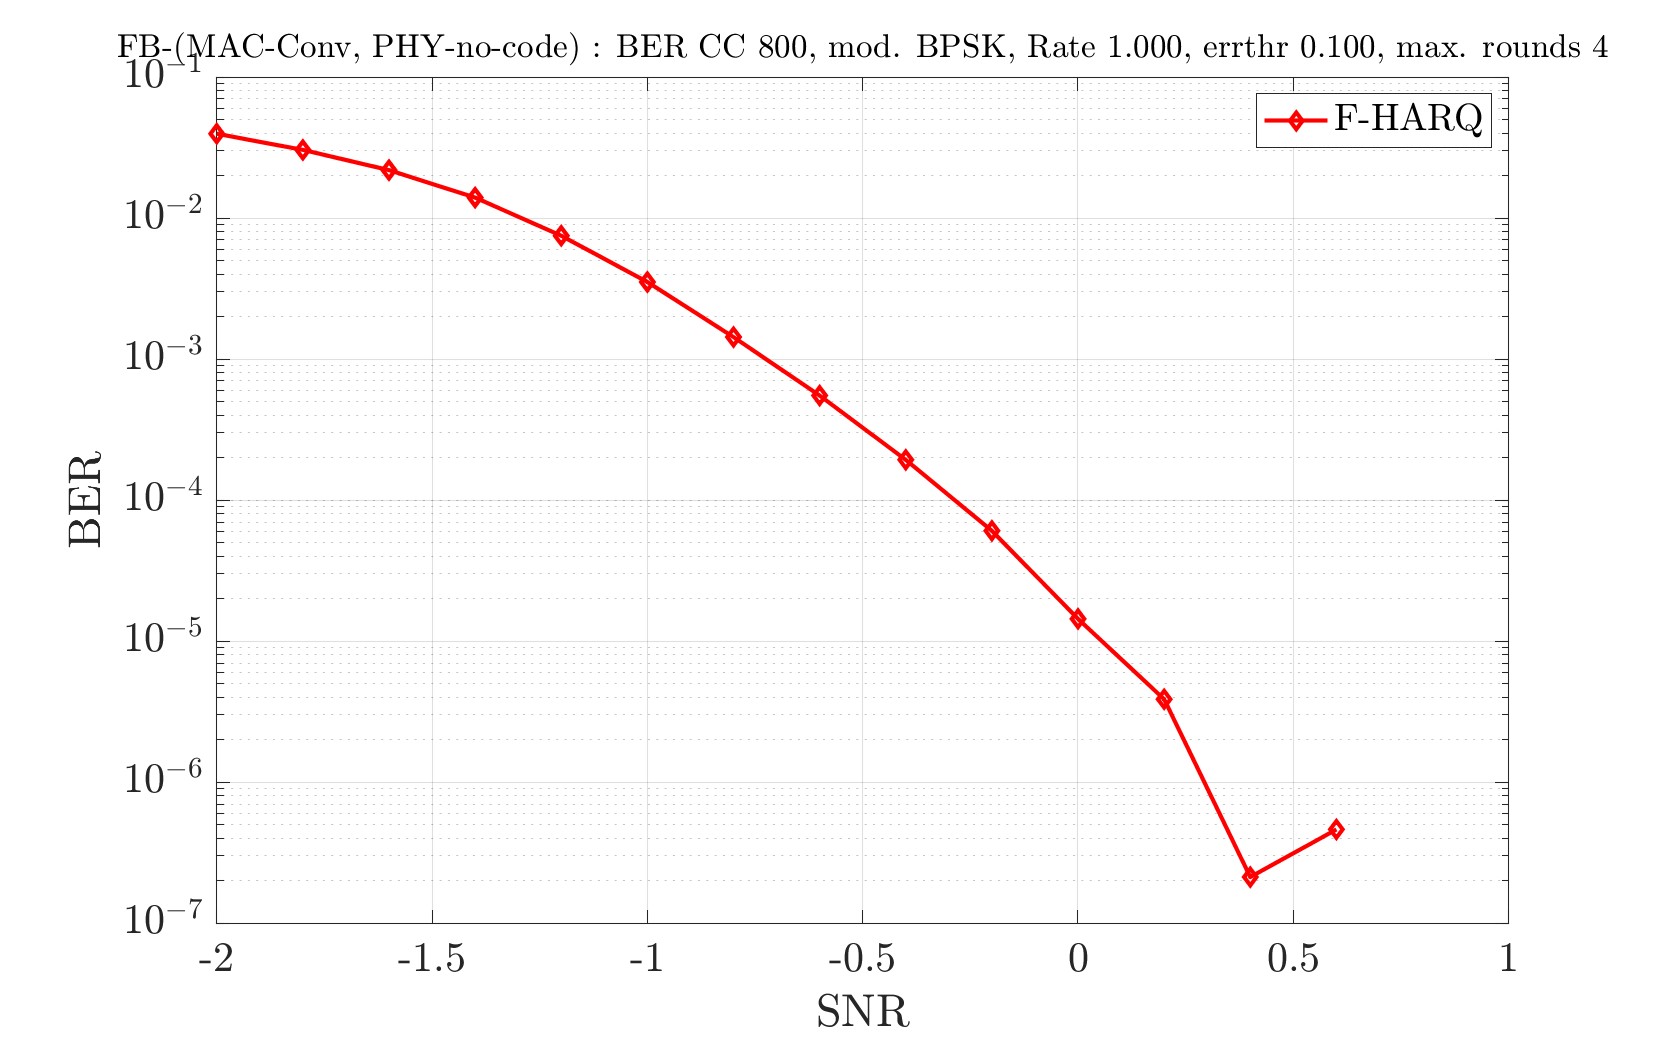 FB-(MAC-Conv, PHY-no-code) : BER CC 800, mod. BPSK, Rate 1.000, errthr 0.100, max. rounds 4
F-HARQ
10^{-1}
10^{-2}
10^{-3}
10^{-4}
10^{-5}
10^{-6}
10^{-7}
BER
-2 -1.5 -1 -0.5 0 0.5 1
SNR